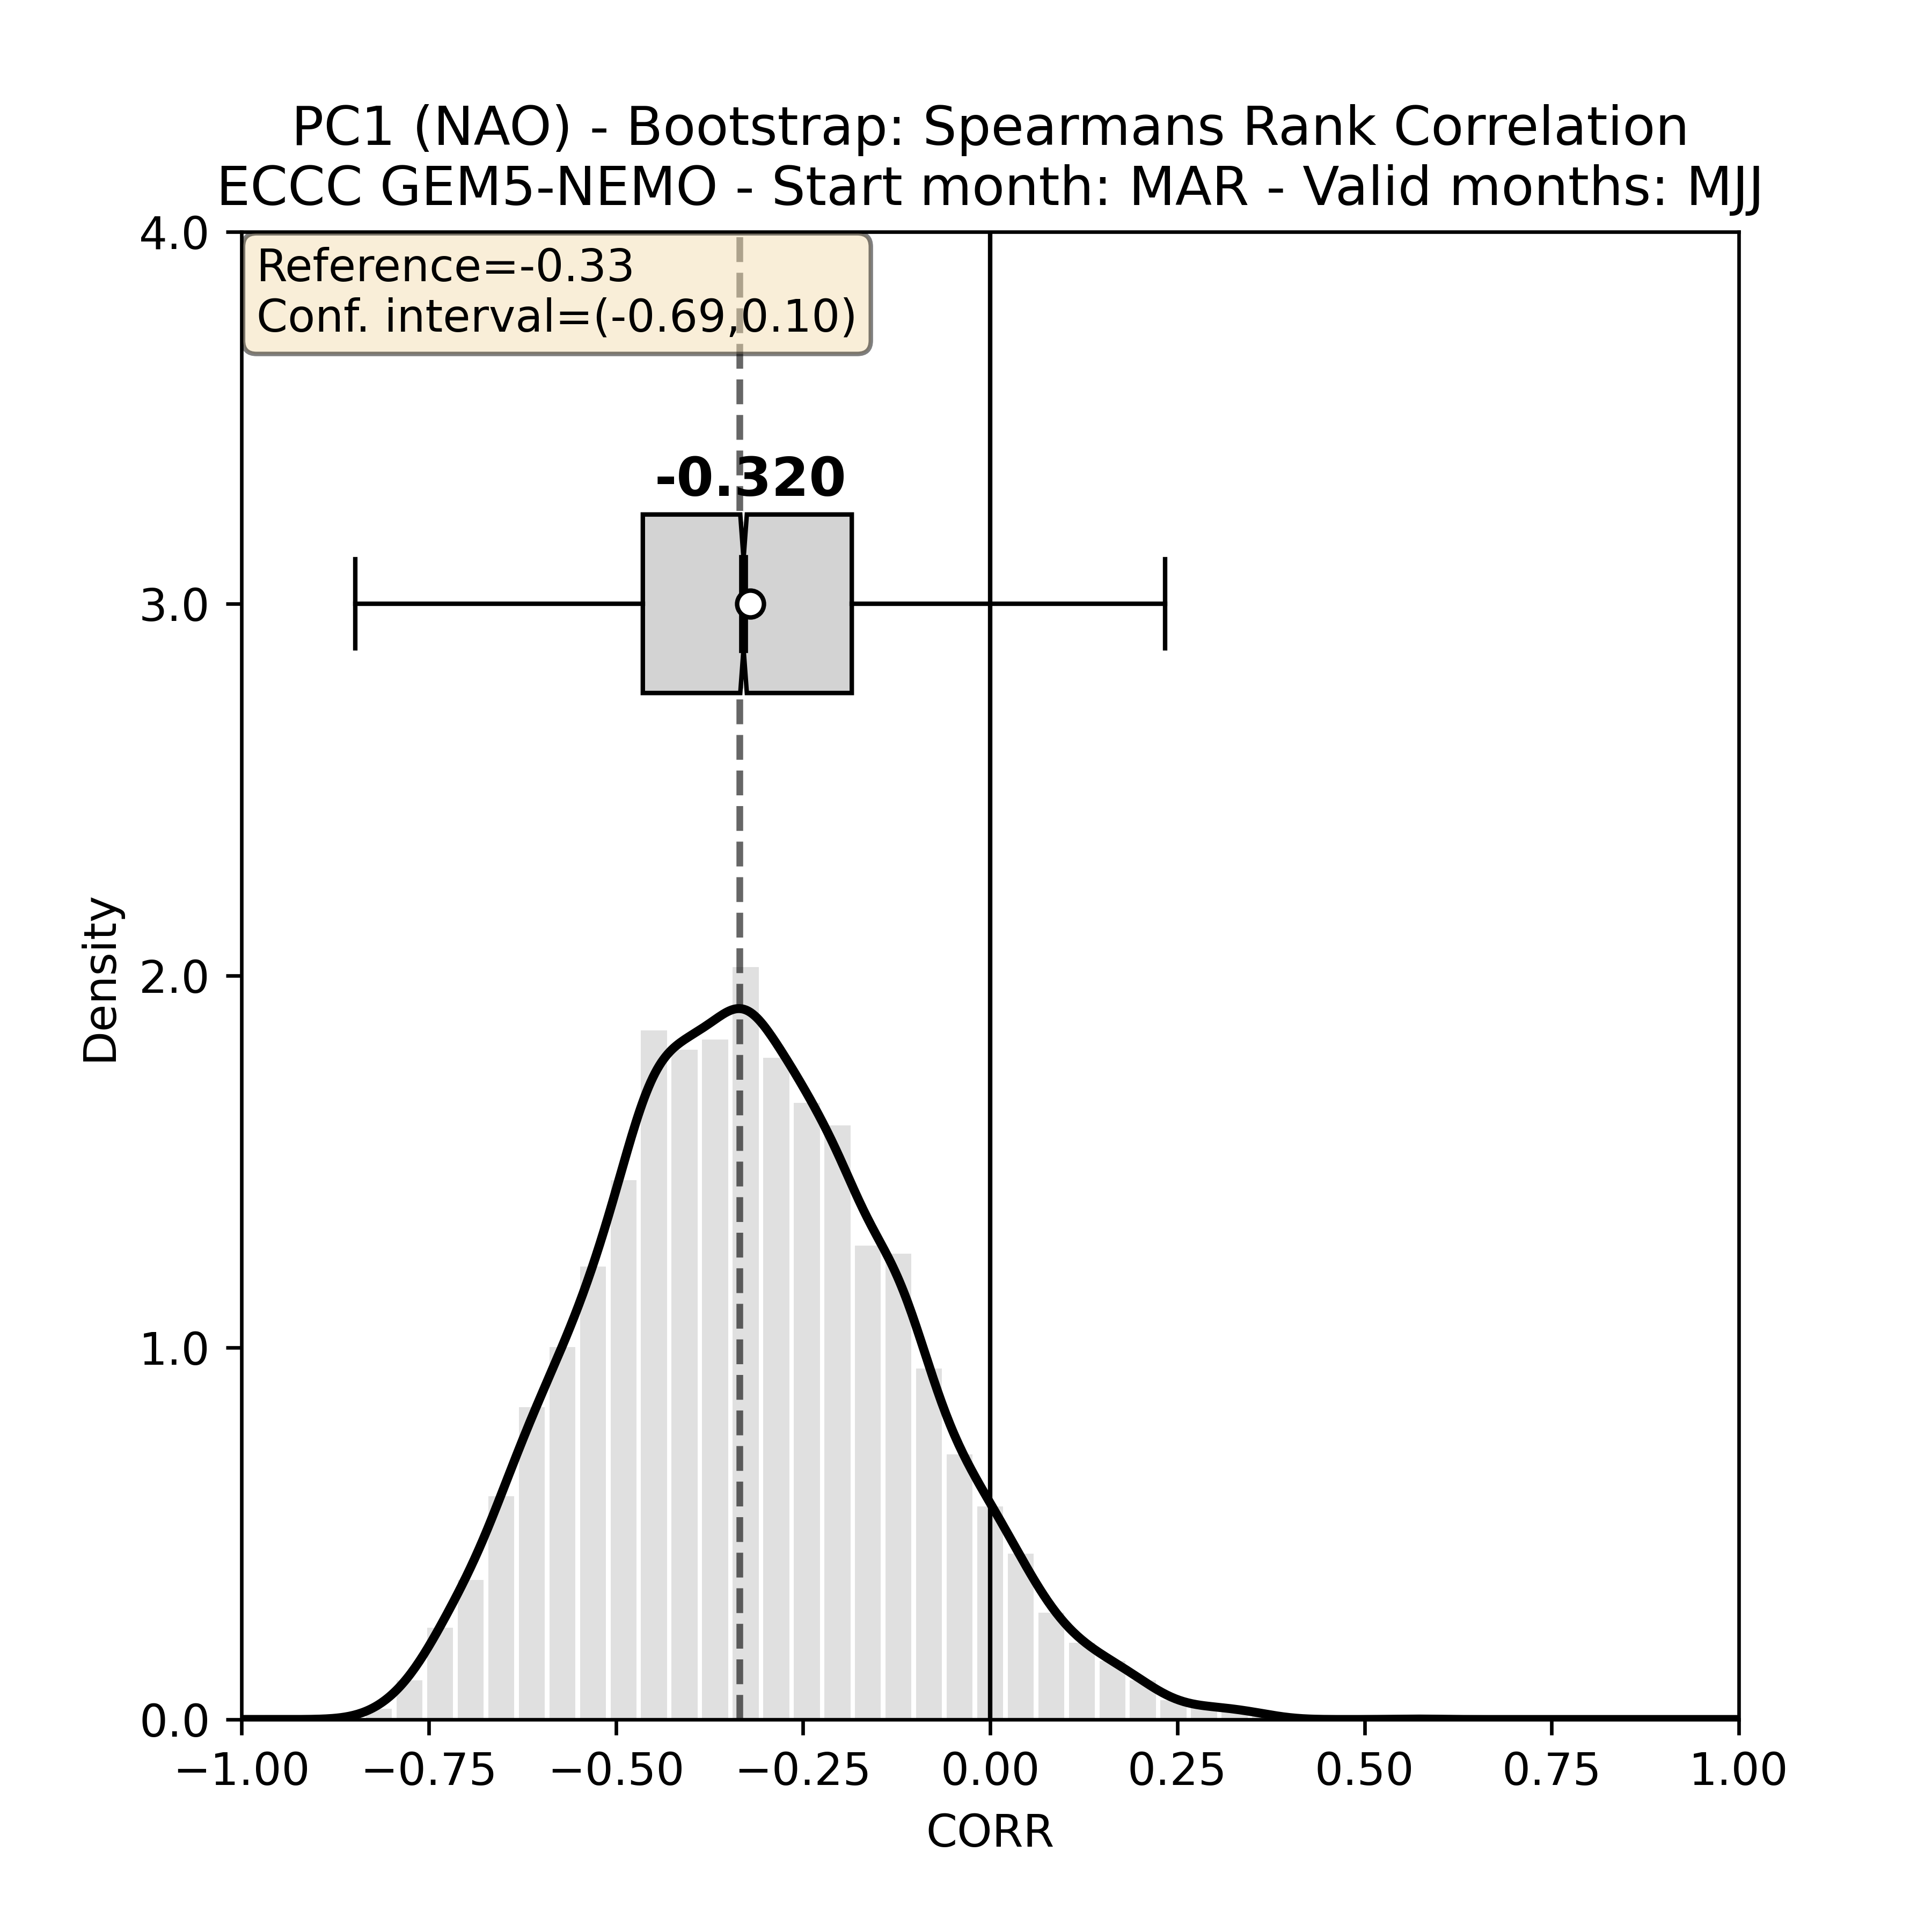 PC1 (NAO) - Bootstrap: Spearmans Rank Correlation
ECCC GEM5-NEMO - Start month: MAR - Valid months: MJJ
Reference=-0.33
Conf. interval=(-0.69,0.10)
-0.320
4.0
3.0
2.0
1.0
0.0
Density
−1.00 −0.75 −0.50 −0.25 0.00 0.25 0.50 0.75 1.00
CORR